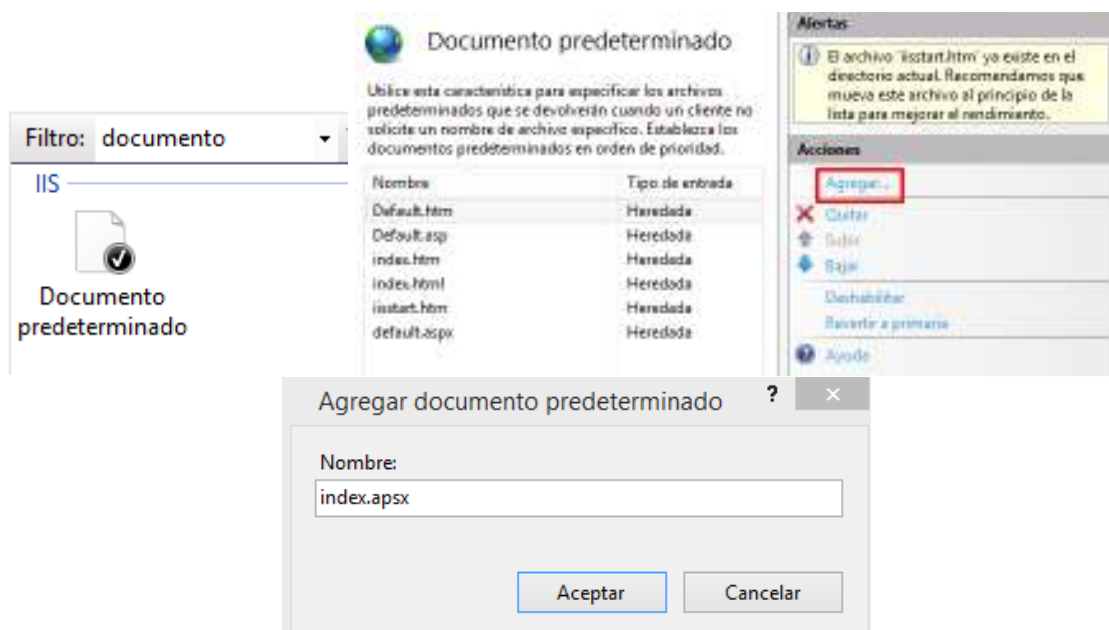 Filtro: documento
IIS
Documento
predeterminado
Documento predeterminado
Utilice esta característica para especificar los archivos
predeterminados que se devolverán cuando un cliente no
solicite un nombre de archivo específico. Establezca los
documentos predeterminados en orden de prioridad.
Nombre Tipo de entrada
Default.htm Heredada
Default.asp Heredada
index.htm Heredada
index.html Heredada
iisstart.htm Heredada
default.aspx Heredada
Alertas
El archivo 'iisstart.htm' ya existe en el
directorio actual. Recomendamos que
mueva este archivo al principio de la
lista para mejorar el rendimiento.
Acciones
Agregar...
Quitar
Subir
Bajar
Deshabilitar
Revertir a primaria
Ayuda
Agregar documento predeterminado ?
Nombre:
index.apsx
Aceptar Cancelar